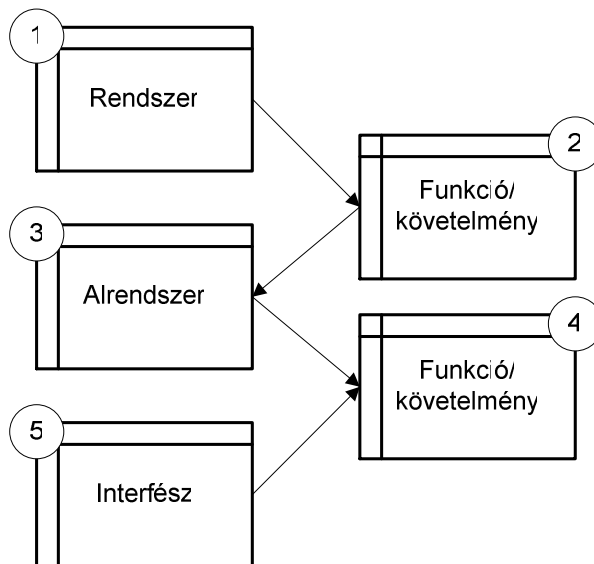 1
Rendszer
2
Funkció/
követelmény
3
Alrendszer
4
Funkció/
követelmény
5
Interfész